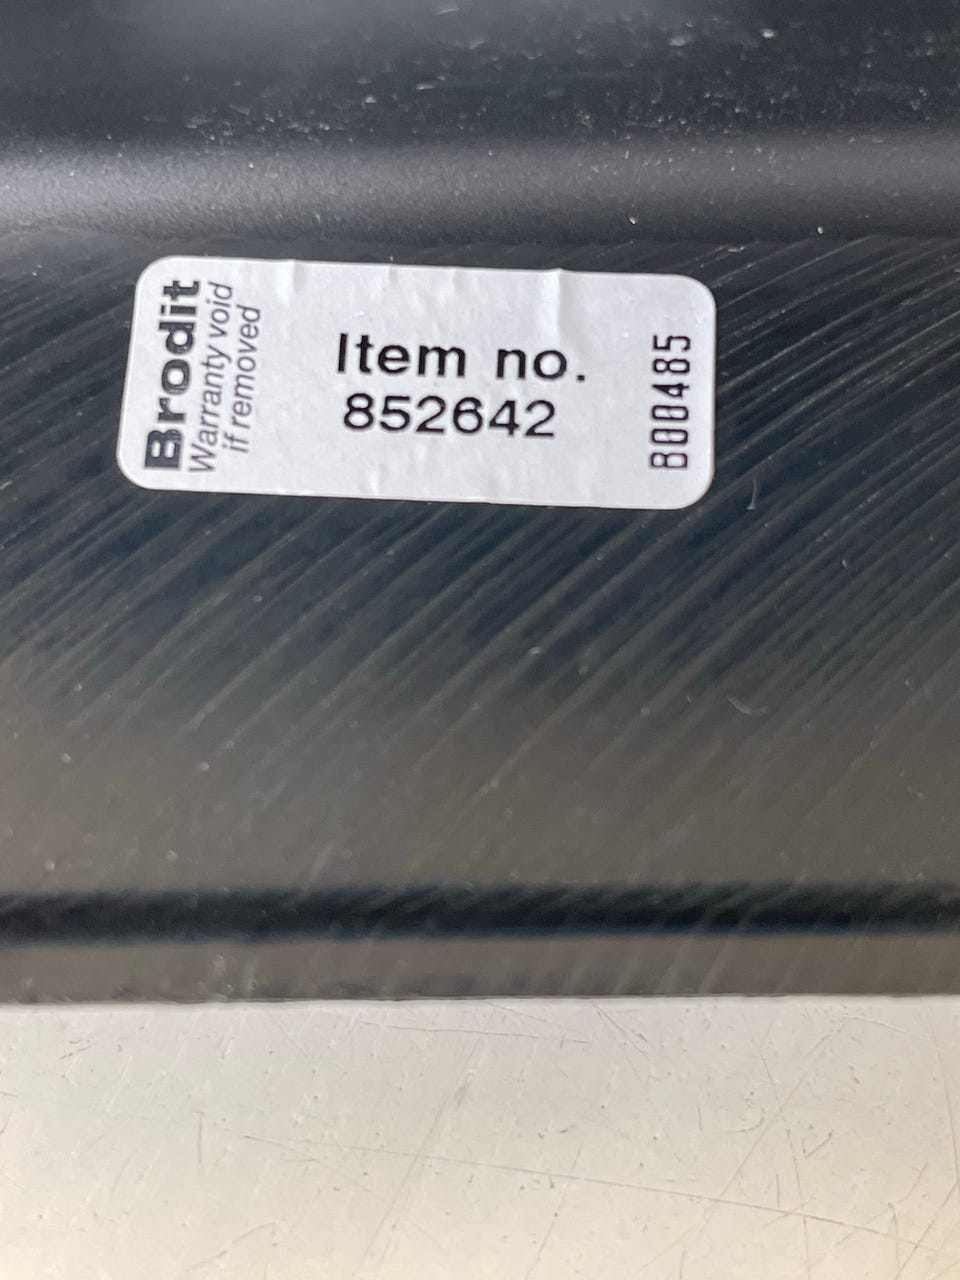 Brodit
Warranty void
if removed
Item no.
852642
B00485